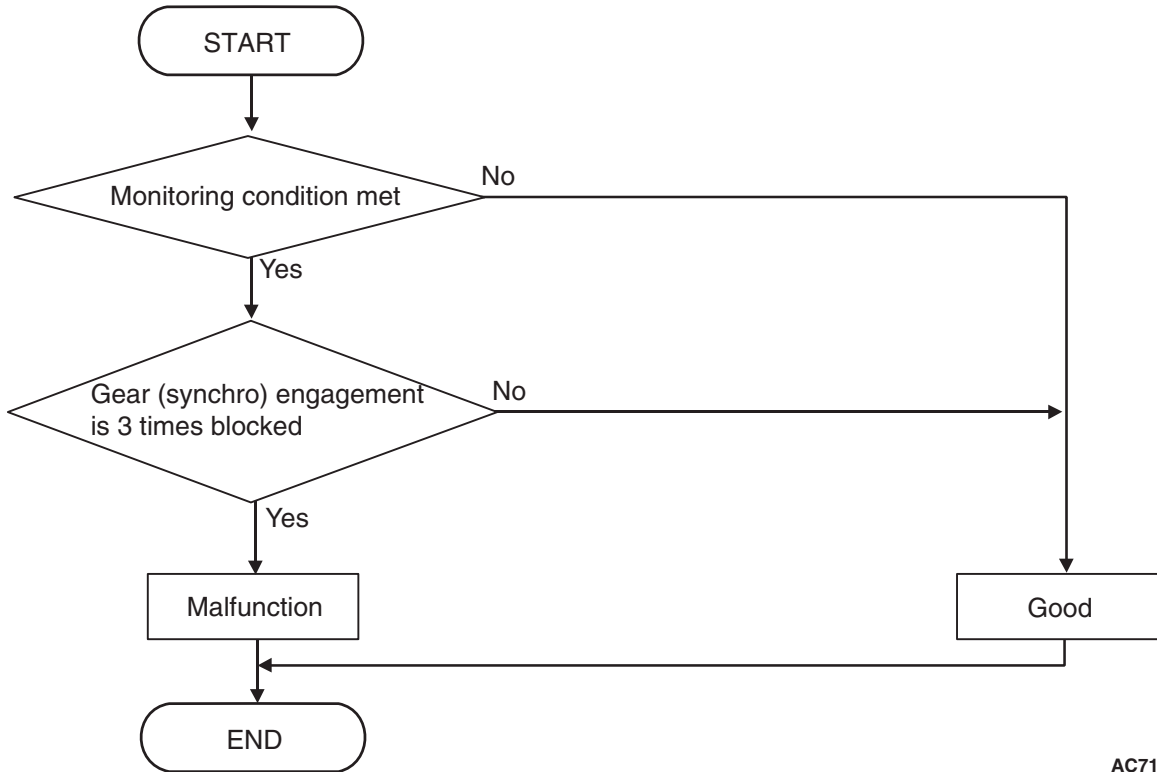 START
Monitoring condition met
No
Yes
Gear (synchro) engagement
is 3 times blocked
No
Yes
Malfunction
Good
END
AC71